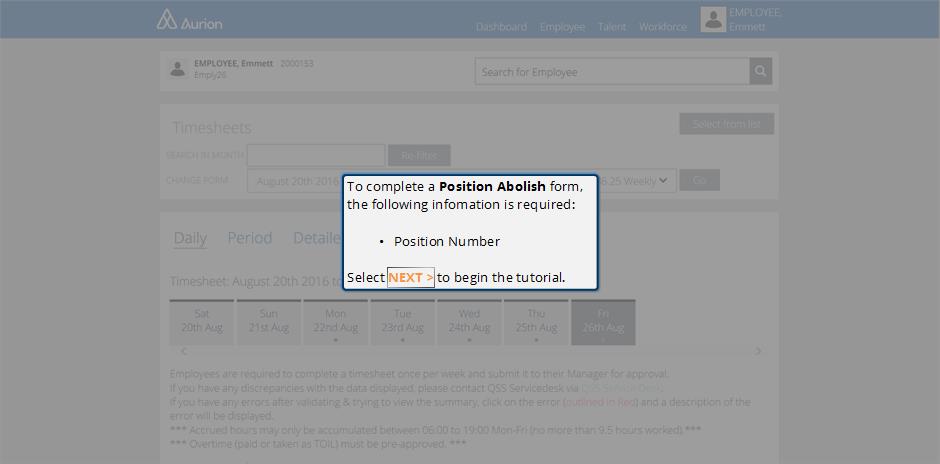 Aurion
Dashboard Employee Talent Workforce
EMPLOYEE,
Emmett
EMPLOYEE, Emmett 2000153
Emply26
Search for Employee
Timesheets
Select from list
SEARCH IN MONTH
Re-filter
CHANGE FORM August 20th 2016 6.25 Weekly Go
To complete a Position Abolish form,
the following infomation is required:
• Position Number
Select NEXT > to begin the tutorial.
Daily Period Detaile
Timesheet: August 20th 2016 to
Sat Sun Mon Tue Wed Thu Fri
20th Aug 21st Aug 22nd Aug 23rd Aug 24th Aug 25th Aug 26th Aug
Employees are required to complete a timesheet once per week and submit it to their Manager for approval.
If you have any discrepancies with the data displayed, please contact QSS Servicedesk via QSS Service Desk.
If you have any errors after validating & trying to view the summary, click on the error (outlined in Red) and a description of the
error will be displayed.
*** Accrued hours may only be accumulated between 06:00 to 19:00 Mon-Fri (no more than 9.5 hours worked).***
*** Overtime (paid or taken as TOIL) must be pre-approved. ***